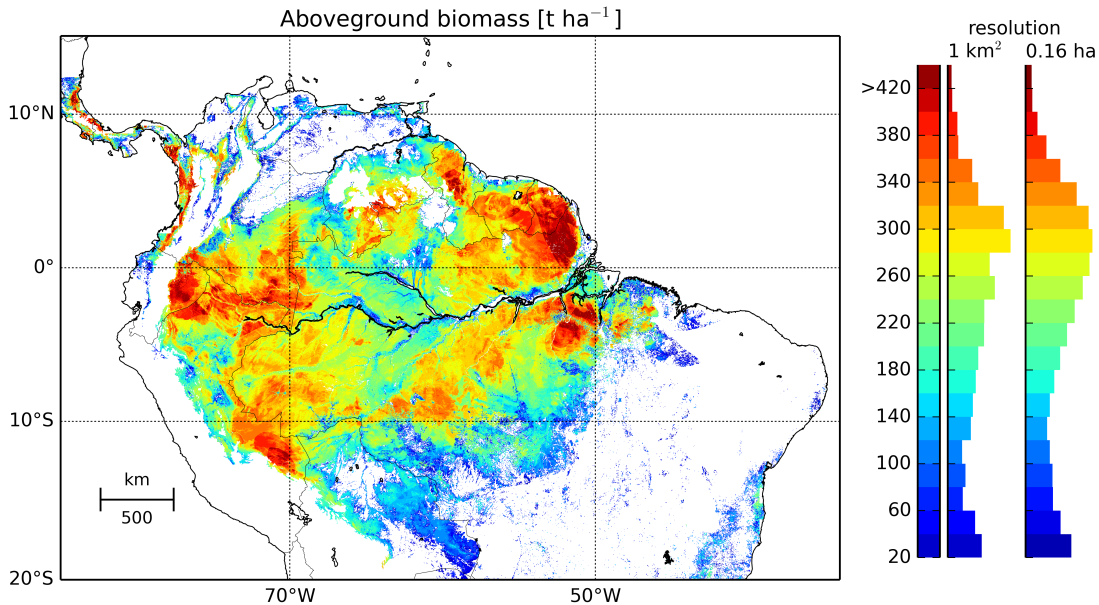 Aboveground biomass [t ha⁻¹]
resolution
1 km² 0.16 ha
>420
380
340
300
260
220
180
140
100
60
20
10°N
0°
10°S
20°S
km
500
70°W 50°W